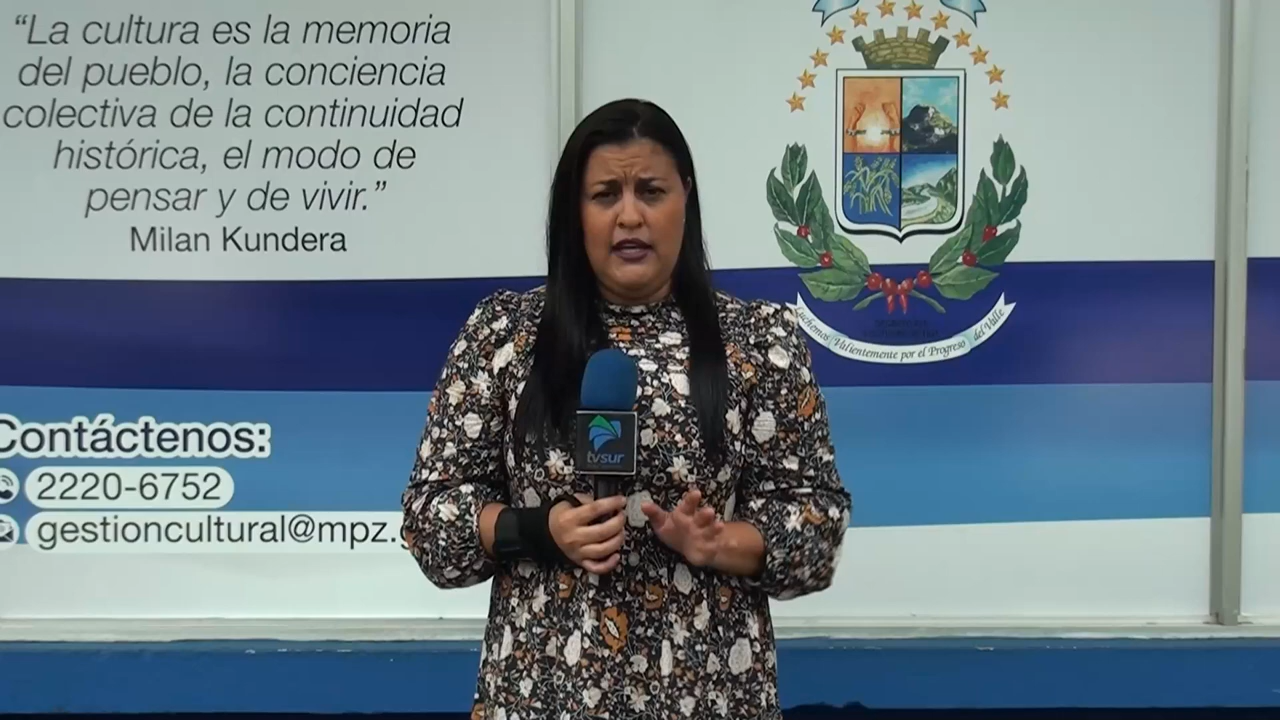 “La cultura es la memoria
del pueblo, la conciencia
colectiva de la continuidad
histórica, el modo de
pensar y de vivir.”
Milan Kundera
Luchemos Valientemente por el Progreso del Valle
Contáctenos:
2220-6752
gestioncultural@mpz.g
tvsur